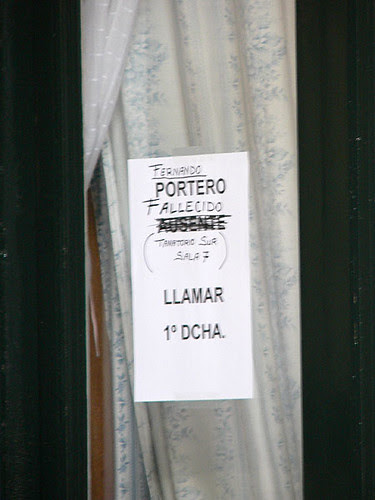 FERNANDO
PORTERO
FALLECIDO
AUSENTE
(TANATORIO SUR
SALA 7)
LLAMAR
1º DCHA.